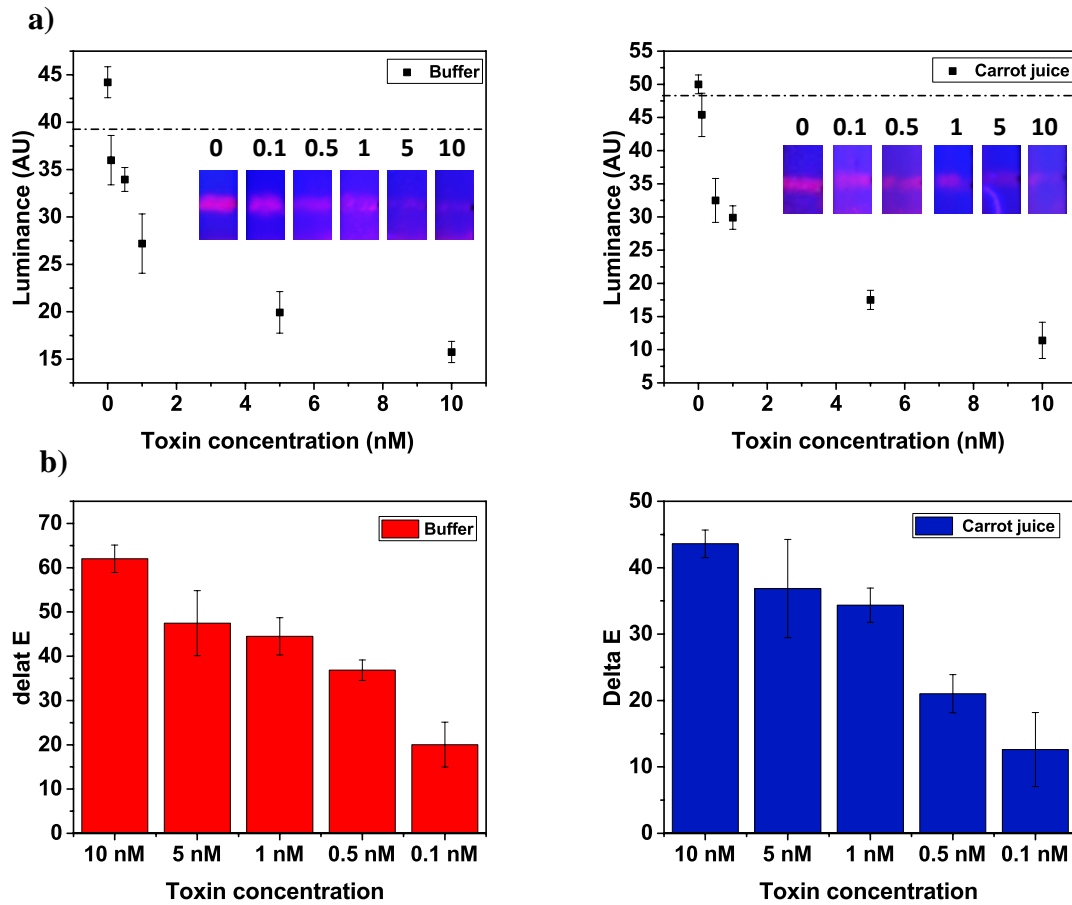 a)
Buffer
Luminance (AU)
45
40
35
30
25
20
15
0 0.1 0.5 1 5 10
0 2 4 6 8 10
Toxin concentration (nM)
Carrot juice
Luminance (AU)
55
50
45
40
35
30
25
20
15
10
5
0 0.1 0.5 1 5 10
0 2 4 6 8 10
Toxin concentration (nM)
b)
Buffer
delat E
70
60
50
40
30
20
10
0
10 nM 5 nM 1 nM 0.5 nM 0.1 nM
Toxin concentration
Carrot juice
Delta E
50
40
30
20
10
0
10 nM 5 nM 1 nM 0.5 nM 0.1 nM
Toxin concentration